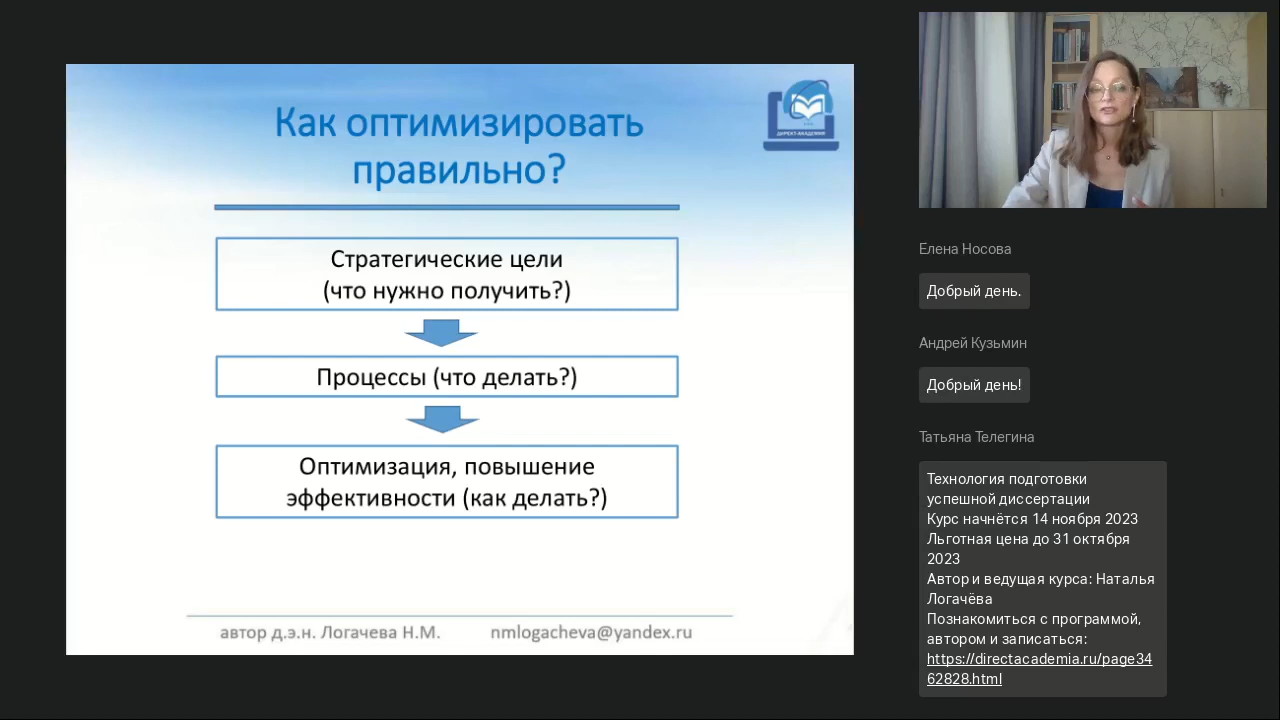 Как оптимизировать
правильно?
ДИРЕКТ-АКАДЕМИЯ
Стратегические цели
(что нужно получить?)
Процессы (что делать?)
Оптимизация, повышение
эффективности (как делать?)
автор д.э.н. Логачева Н.М. nmlogacheva@yandex.ru
Елена Носова
Добрый день.
Андрей Кузьмин
Добрый день!
Татьяна Телегина
Технология подготовки
успешной диссертации
Курс начнётся 14 ноября 2023
Льготная цена до 31 октября
2023
Автор и ведущая курса: Наталья
Логачёва
Познакомиться с программой,
автором и записаться:
https://directacademia.ru/page34
62828.html